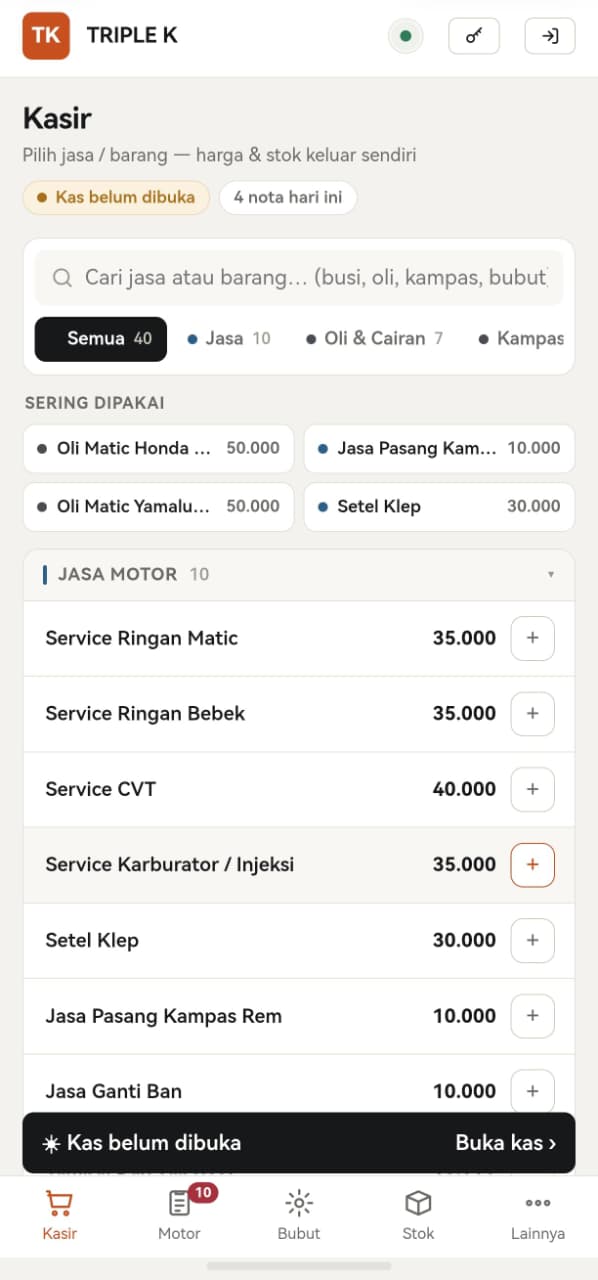 TK TRIPLE K
Kasir
Pilih jasa / barang — harga & stok keluar sendiri
Kas belum dibuka 4 nota hari ini
Cari jasa atau barang... (busi, oli, kampas, bubut
Semua 40 Jasa 10 Oli & Cairan 7 Kampas
SERING DIPAKAI
Oli Matic Honda ... 50.000 Jasa Pasang Kam... 10.000
Oli Matic Yamalu... 50.000 Setel Klep 30.000
JASA MOTOR 10
Service Ringan Matic 35.000 +
Service Ringan Bebek 35.000 +
Service CVT 40.000 +
Service Karburator / Injeksi 35.000 +
Setel Klep 30.000 +
Jasa Pasang Kampas Rem 10.000 +
Jasa Ganti Ban 10.000 +
Kas belum dibuka Buka kas ›
10
Kasir Motor Bubut Stok Lainnya